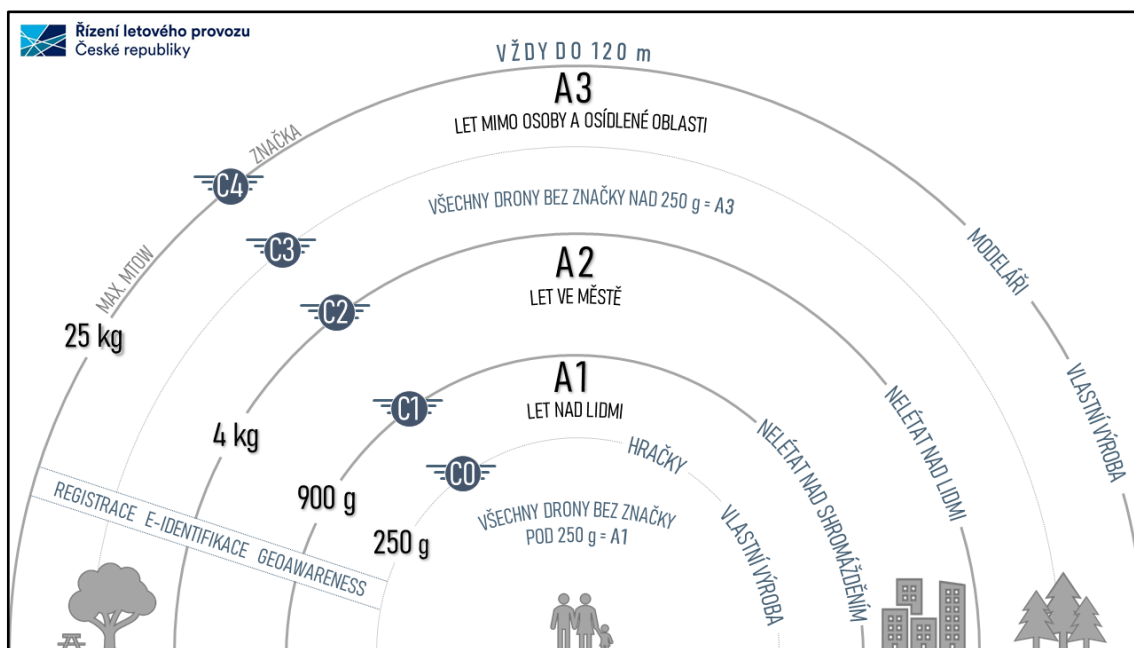 Řízení letového provozu
České republiky
VŽDY DO 120 m
A3
LET MIMO OSOBY A OSÍDLENÉ OBLASTI
ZNAČKA
C4
VŠECHNY DRONY BEZ ZNAČKY NAD 250 g = A3
C3
MAX. MTOW
MODELÁŘI
A2
LET VE MĚSTĚ
C2
25 kg
VLASTNÍ VÝROBA
A1
LET NAD LIDMI
C1
NELÉTAT NAD LIDMI
4 kg
HRAČKY
NELÉTAT NAD SHROMÁŽDĚNÍM
C0
900 g
250 g
VŠECHNY DRONY BEZ ZNAČKY
POD 250 g = A1
VLASTNÍ VÝROBA
REGISTRACE E-IDENTIFIKACE GEOAWARENESS